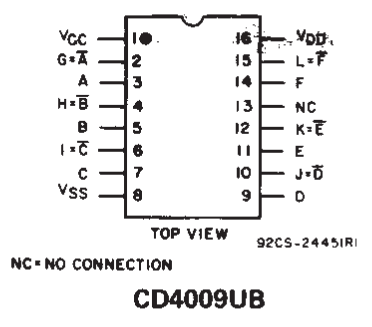 VCC 1 16 VDD
G=A̅ 2 15 L=F̅
A 3 14 F
H=B̅ 4 13 NC
B 5 12 K=E̅
I=C̅ 6 11 E
C 7 10 J=D̅
VSS 8 9 D
TOP VIEW
92CS-24451R1
NC=NO CONNECTION
CD4009UB